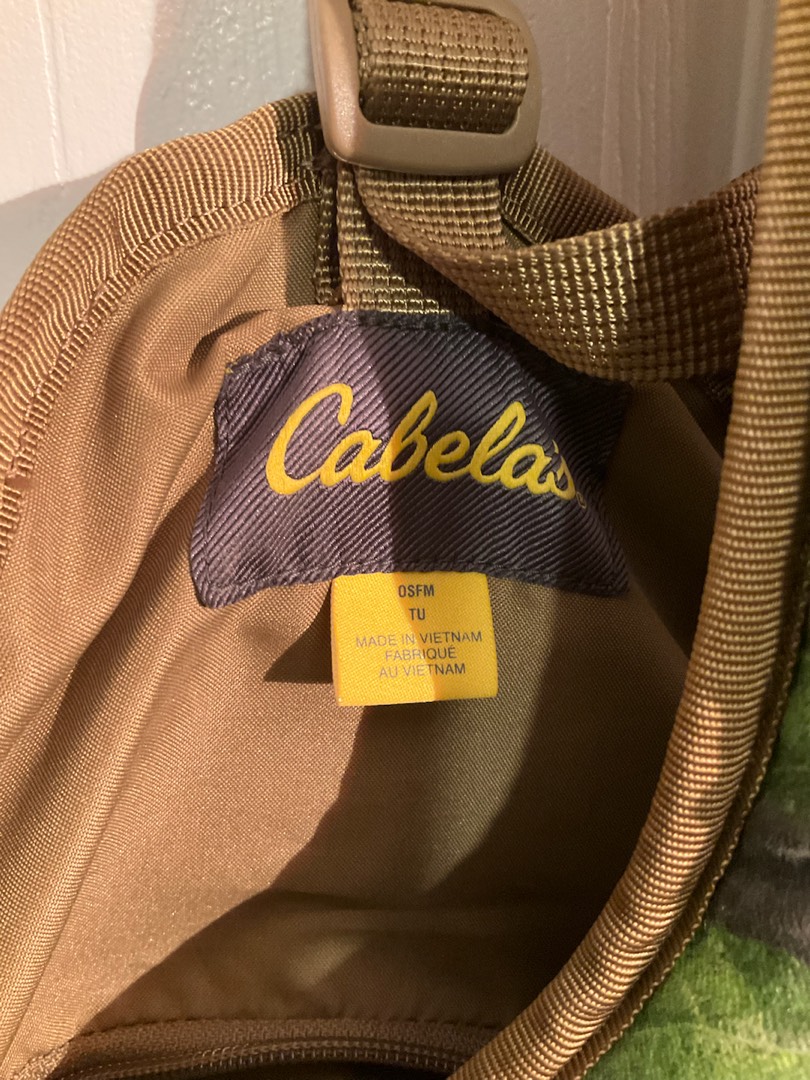 Cabela's
OSFM
TU
MADE IN VIETNAM
FABRIQUÉ
AU VIETNAM